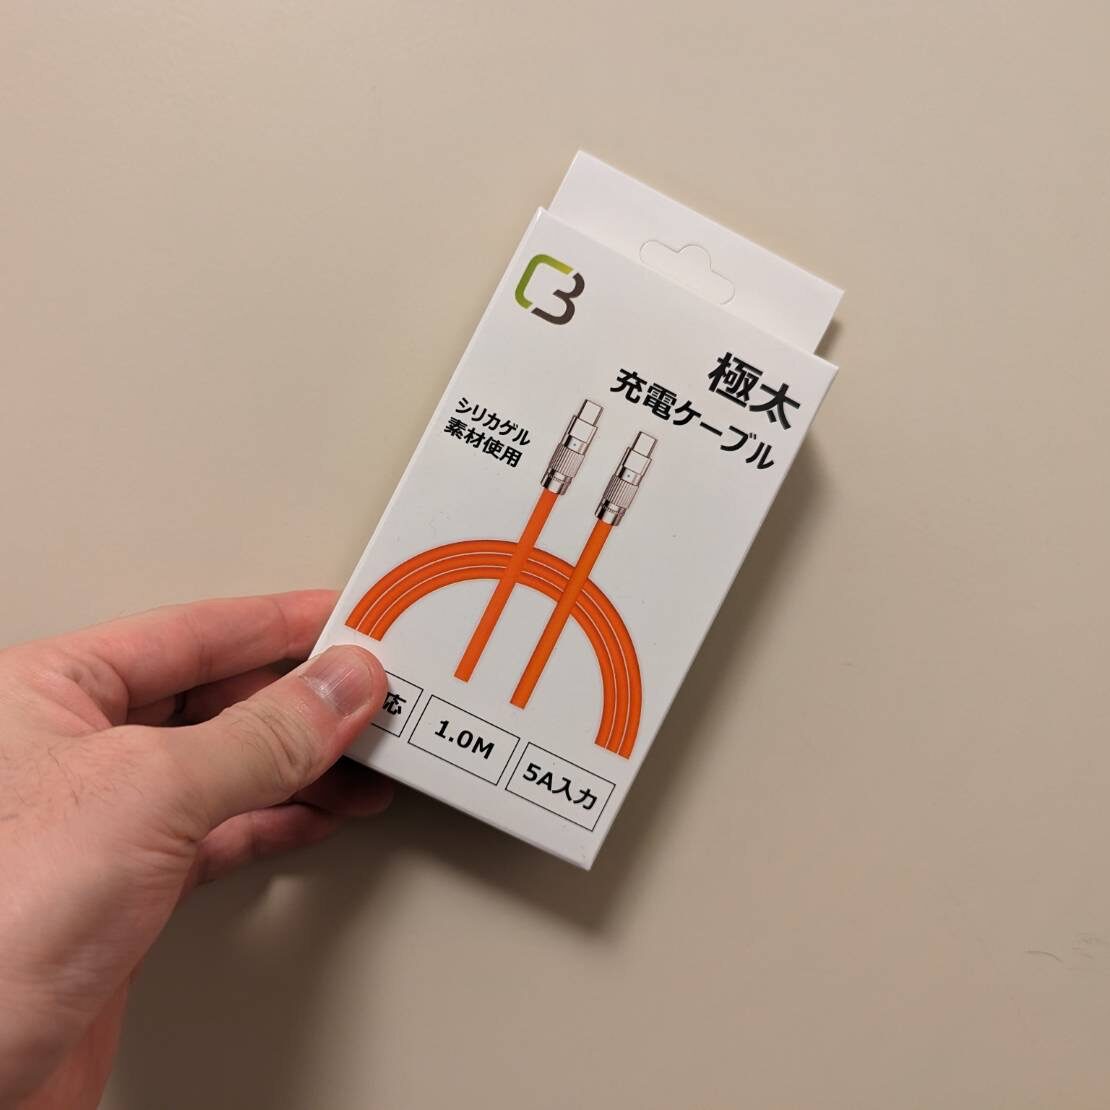 C3
極太
充電ケーブル
シリカゲル
素材使用
応
1.0M
5A入力